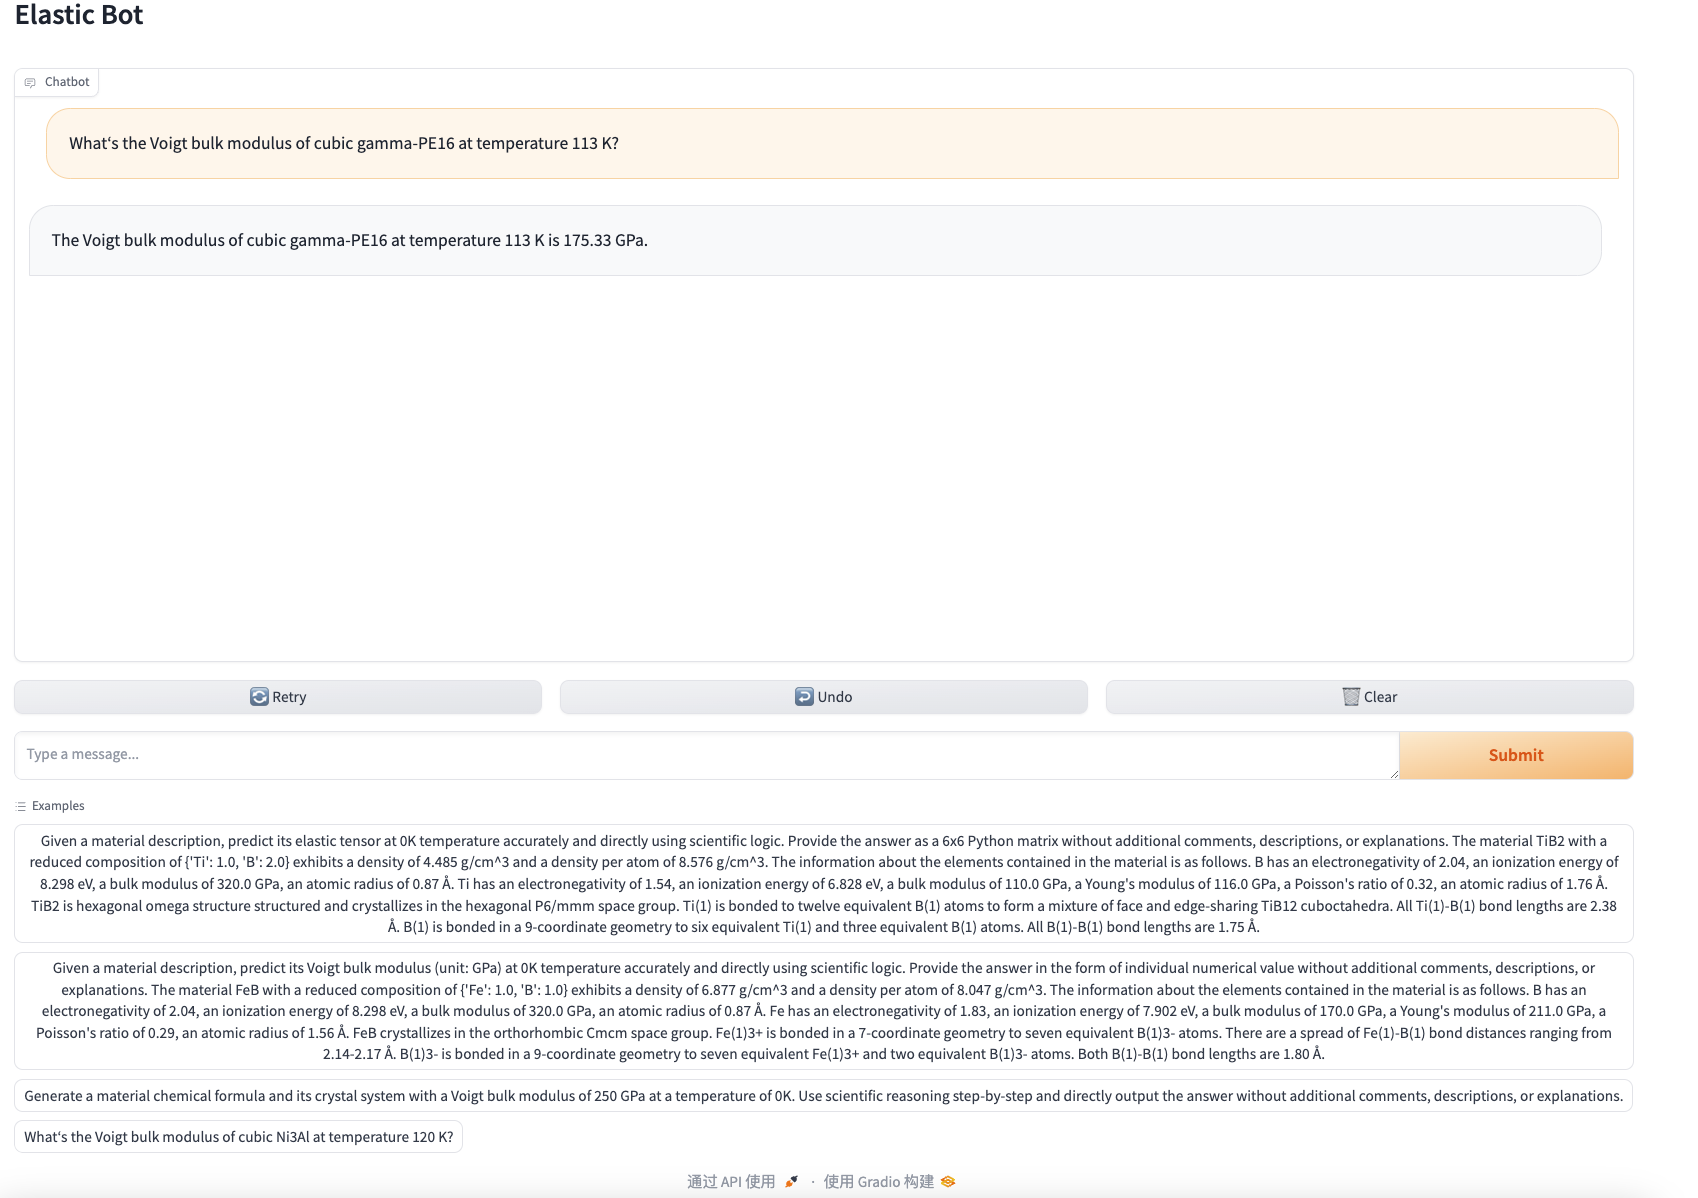 Elastic Bot
Chatbot
What‘s the Voigt bulk modulus of cubic gamma-PE16 at temperature 113 K?
The Voigt bulk modulus of cubic gamma-PE16 at temperature 113 K is 175.33 GPa.
Retry
Undo
Clear
Type a message...
Submit
Examples
Given a material description, predict its elastic tensor at 0K temperature accurately and directly using scientific logic. Provide the answer as a 6x6 Python matrix without additional comments, descriptions, or explanations. The material TiB2 with a
reduced composition of {'Ti': 1.0, 'B': 2.0} exhibits a density of 4.485 g/cm^3 and a density per atom of 8.576 g/cm^3. The information about the elements contained in the material is as follows. B has an electronegativity of 2.04, an ionization energy of
8.298 eV, a bulk modulus of 320.0 GPa, an atomic radius of 0.87 Å. Ti has an electronegativity of 1.54, an ionization energy of 6.828 eV, a bulk modulus of 110.0 GPa, a Young's modulus of 116.0 GPa, a Poisson's ratio of 0.32, an atomic radius of 1.76 Å.
TiB2 is hexagonal omega structure structured and crystallizes in the hexagonal P6/mmm space group. Ti(1) is bonded to twelve equivalent B(1) atoms to form a mixture of face and edge-sharing TiB12 cuboctahedra. All Ti(1)-B(1) bond lengths are 2.38
Å. B(1) is bonded in a 9-coordinate geometry to six equivalent Ti(1) and three equivalent B(1) atoms. All B(1)-B(1) bond lengths are 1.75 Å.
Given a material description, predict its Voigt bulk modulus (unit: GPa) at 0K temperature accurately and directly using scientific logic. Provide the answer in the form of individual numerical value without additional comments, descriptions, or
explanations. The material FeB with a reduced composition of {'Fe': 1.0, 'B': 1.0} exhibits a density of 6.877 g/cm^3 and a density per atom of 8.047 g/cm^3. The information about the elements contained in the material is as follows. B has an
electronegativity of 2.04, an ionization energy of 8.298 eV, a bulk modulus of 320.0 GPa, an atomic radius of 0.87 Å. Fe has an electronegativity of 1.83, an ionization energy of 7.902 eV, a bulk modulus of 170.0 GPa, a Young's modulus of 211.0 GPa, a
Poisson's ratio of 0.29, an atomic radius of 1.56 Å. FeB crystallizes in the orthorhombic Cmcm space group. Fe(1)3+ is bonded in a 7-coordinate geometry to seven equivalent B(1)3- atoms. There are a spread of Fe(1)-B(1) bond distances ranging from
2.14-2.17 Å. B(1)3- is bonded in a 9-coordinate geometry to seven equivalent Fe(1)3+ and two equivalent B(1)3- atoms. Both B(1)-B(1) bond lengths are 1.80 Å.
Generate a material chemical formula and its crystal system with a Voigt bulk modulus of 250 GPa at a temperature of 0K. Use scientific reasoning step-by-step and directly output the answer without additional comments, descriptions, or explanations.
What‘s the Voigt bulk modulus of cubic Ni3Al at temperature 120 K?
通过 API 使用 · 使用 Gradio 构建